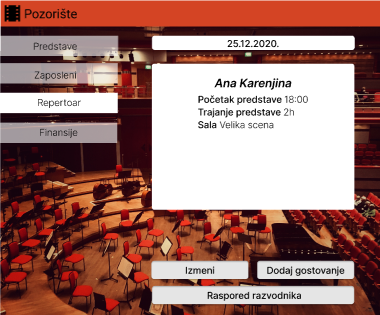 Pozorište
Predstave
Zaposleni
Repertoar
Finansije
25.12.2020.
Ana Karenjina
Početak predstave 18:00
Trajanje predstave 2h
Sala Velika scena
Izmeni
Dodaj gostovanje
Raspored razvodnika